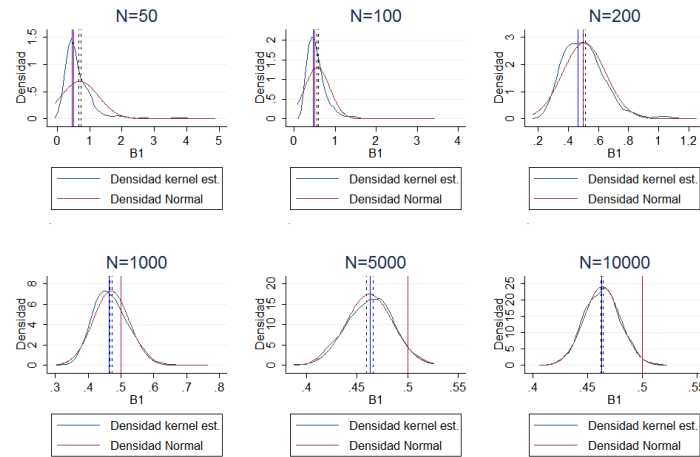 N=50
Densidad
0 .5 1 1.5
0 1 2 3 4 5
B1
Densidad kernel est.
Densidad Normal
N=100
Densidad
0 .5 1 1.5 2
0 1 2 3 4
B1
Densidad kernel est.
Densidad Normal
N=200
Densidad
0 1 2 3
.2 .4 .6 .8 1 1.2
B1
Densidad kernel est.
Densidad Normal
N=1000
Densidad
0 2 4 6 8
.3 .4 .5 .6 .7 .8
B1
Densidad kernel est.
Densidad Normal
N=5000
Densidad
0 5 10 15 20
.4 .45 .5 .55
B1
Densidad kernel est.
Densidad Normal
N=10000
Densidad
0 5 10 15 20 25
.4 .45 .5 .55
B1
Densidad kernel est.
Densidad Normal